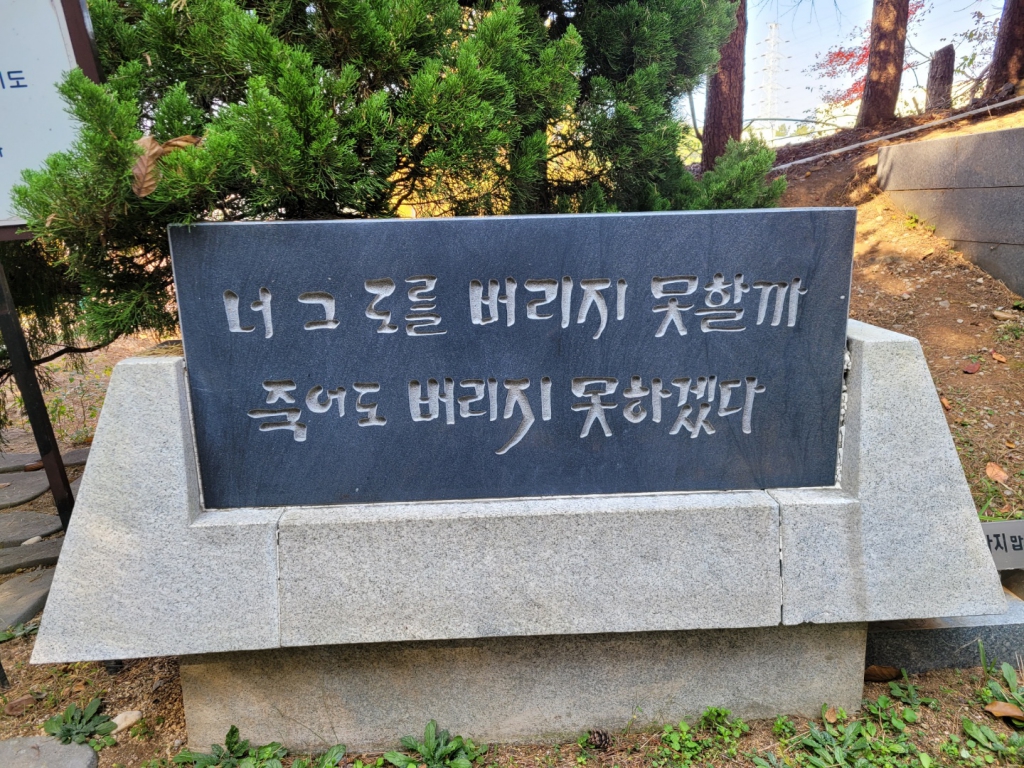 너 그 로를 버리지 못할까
죽어도 버리지 못하겠다